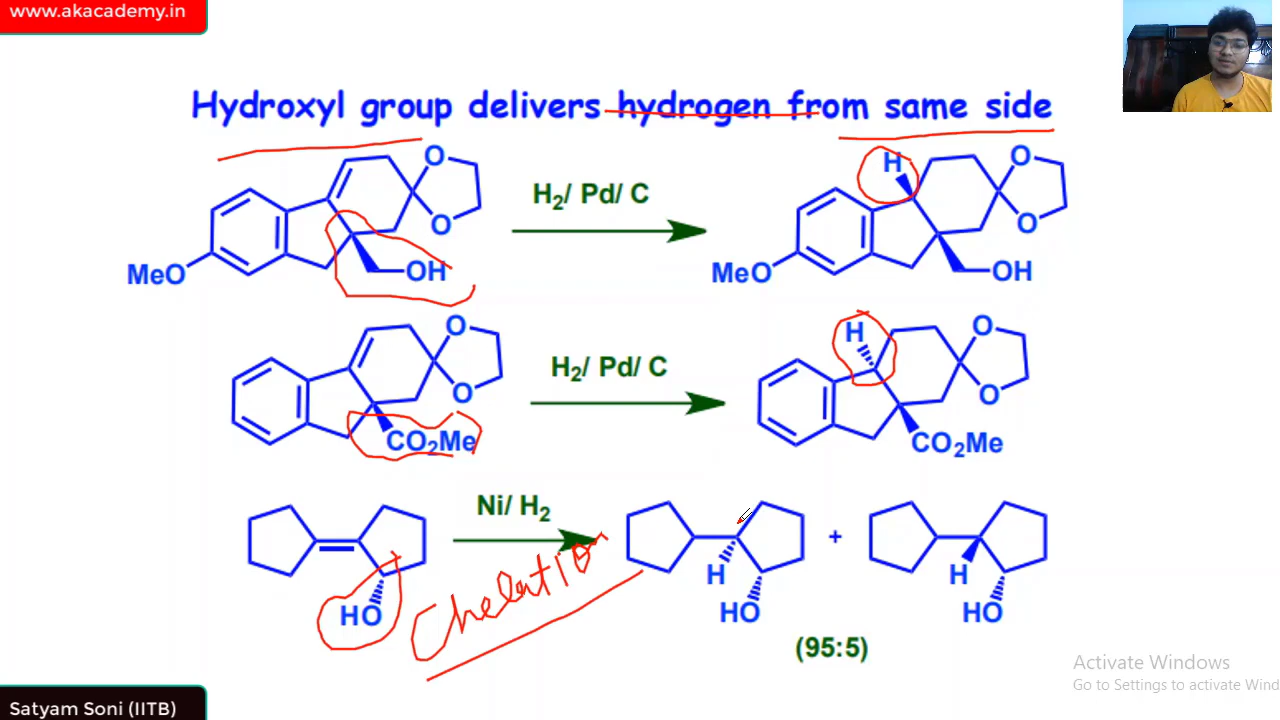 www.akacademy.in
Hydroxyl group delivers hydrogen from same side
O
O
MeO
OH
H₂/ Pd/ C
H
O
O
MeO
OH
O
O
CO₂Me
H₂/ Pd/ C
H
O
O
CO₂Me
HO
Ni/ H₂
Chelation
H
HO
+
H
HO
(95:5)
Activate Windows
Go to Settings to activate Wind
Satyam Soni (IITB)